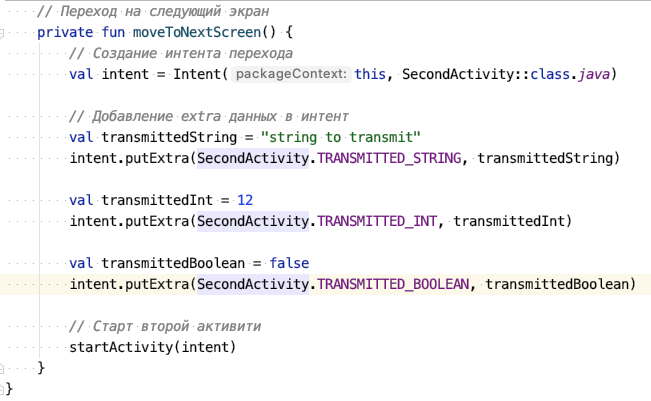 // Переход на следующий экран
private fun moveToNextScreen() {
// Создание интента перехода
val intent = Intent( packageContext: this, SecondActivity::class.java)
// Добавление extra данных в интент
val transmittedString = "string to transmit"
intent.putExtra(SecondActivity.TRANSMITTED_STRING, transmittedString)
val transmittedInt = 12
intent.putExtra(SecondActivity.TRANSMITTED_INT, transmittedInt)
val transmittedBoolean = false
intent.putExtra(SecondActivity.TRANSMITTED_BOOLEAN, transmittedBoolean)
// Старт второй активити
startActivity(intent)
}
}